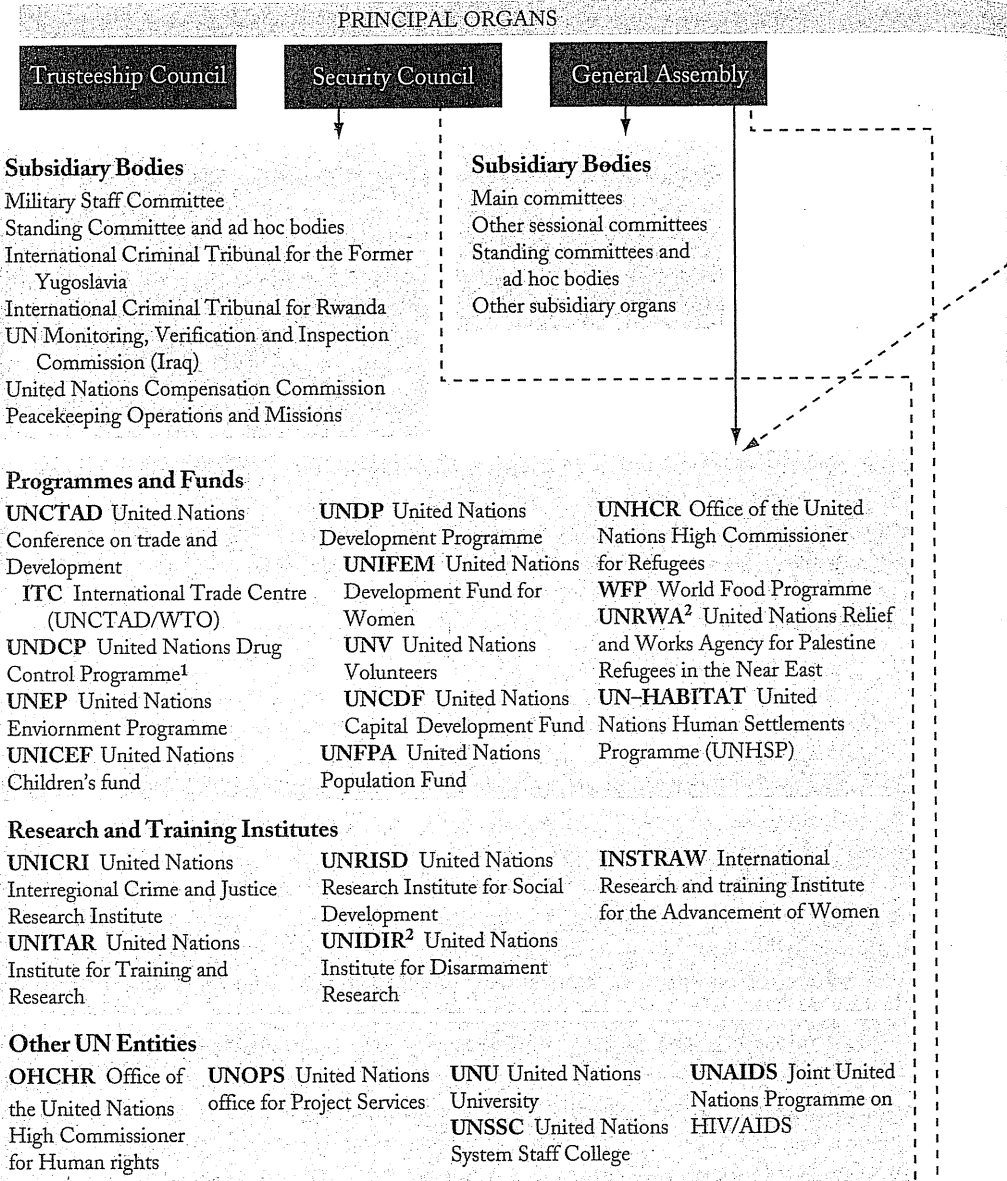 PRINCIPAL ORGANS
Trusteeship Council
Security Council
General Assembly
Subsidiary Bodies
Military Staff Committee
Standing Committee and ad hoc bodies
International Criminal Tribunal for the Former
Yugoslavia
International Criminal Tribunal for Rwanda
UN Monitoring, Verification and Inspection
Commission (Iraq)
United Nations Compensation Commission
Peacekeeping Operations and Missions
Subsidiary Bodies
Main committees
Other sessional committees
Standing committees and
ad hoc bodies
Other subsidiary organs
Programmes and Funds
UNCTAD United Nations
Conference on trade and
Development
ITC International Trade Centre
(UNCTAD/WTO)
UNDCP United Nations Drug
Control Programme¹
UNEP United Nations
Enviornment Programme
UNICEF United Nations
Children's fund
UNDP United Nations
Development Programme
UNIFEM United Nations
Development Fund for
Women
UNV United Nations
Volunteers
UNCDF United Nations
Capital Development Fund
UNFPA United Nations
Population Fund
UNHCR Office of the United
Nations High Commissioner
for Refugees
WFP World Food Programme
UNRWA² United Nations Relief
and Works Agency for Palestine
Refugees in the Near East
UN–HABITAT United
Nations Human Settlements
Programme (UNHSP)
Research and Training Institutes
UNICRI United Nations
Interregional Crime and Justice
Research Institute
UNITAR United Nations
Institute for Training and
Research
UNRISD United Nations
Research Institute for Social
Development
UNIDIR² United Nations
Institute for Disarmament
Research
INSTRAW International
Research and training Institute
for the Advancement of Women
Other UN Entities
OHCHR Office of
the United Nations
High Commissioner
for Human rights
UNOPS United Nations
office for Project Services
UNU United Nations
University
UNSSC United Nations
System Staff College
UNAIDS Joint United
Nations Programme on
HIV/AIDS